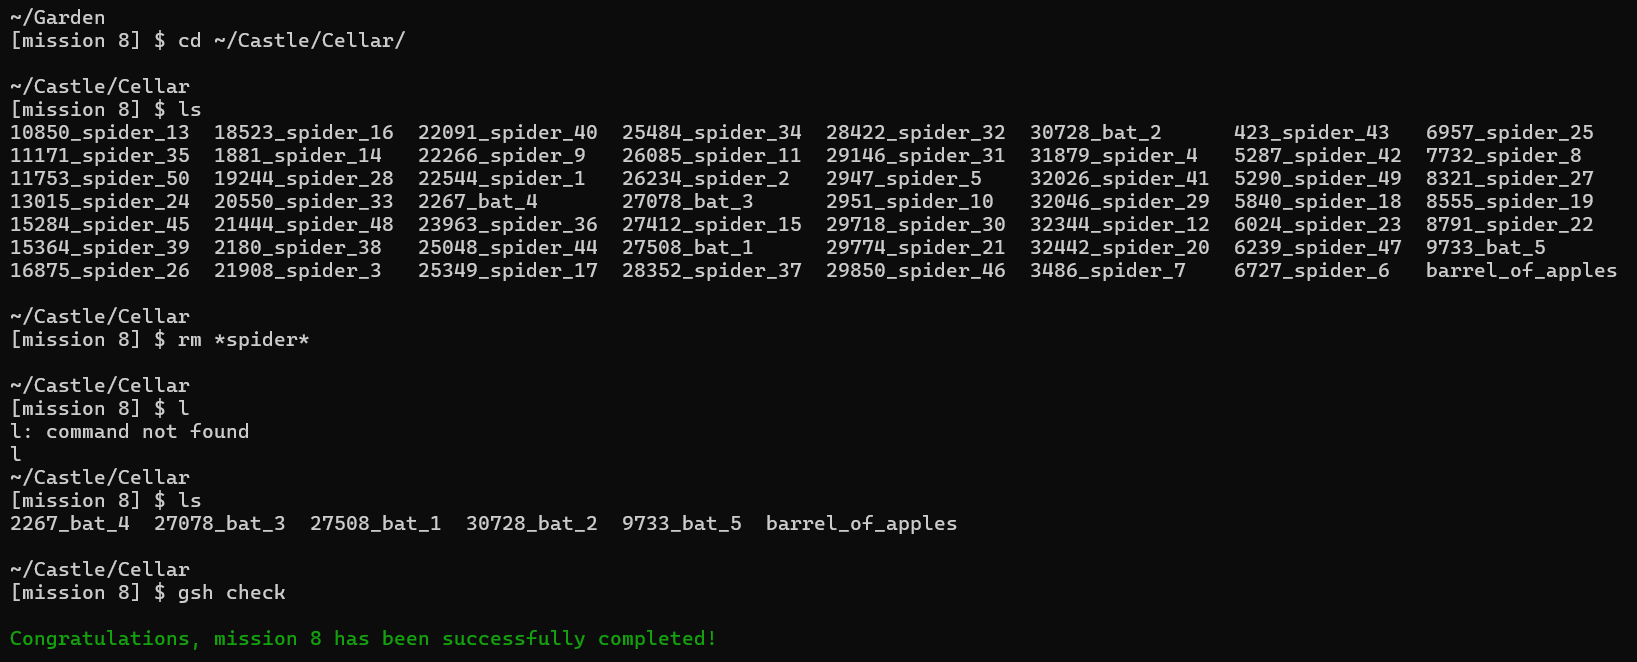 ~/Garden
[mission 8] $ cd ~/Castle/Cellar/
~/Castle/Cellar
[mission 8] $ ls
10850_spider_13  18523_spider_16  22091_spider_40  25484_spider_34  28422_spider_32  30728_bat_2      423_spider_43   6957_spider_25
11171_spider_35  1881_spider_14   22266_spider_9   26085_spider_11  29146_spider_31  31879_spider_4   5287_spider_42  7732_spider_8
11753_spider_50  19244_spider_28  22544_spider_1   26234_spider_2   2947_spider_5    32026_spider_41  5290_spider_49  8321_spider_27
13015_spider_24  20550_spider_33  2267_bat_4       27078_bat_3      2951_spider_10   32046_spider_29  5840_spider_18  8555_spider_19
15284_spider_45  21444_spider_48  23963_spider_36  27412_spider_15  29718_spider_30  32344_spider_12  6024_spider_23  8791_spider_22
15364_spider_39  2180_spider_38   25048_spider_44  27508_bat_1      29774_spider_21  32442_spider_20  6239_spider_47  9733_bat_5
16875_spider_26  21908_spider_3   25349_spider_17  28352_spider_37  29850_spider_46  3486_spider_7    6727_spider_6   barrel_of_apples
~/Castle/Cellar
[mission 8] $ rm *spider*
~/Castle/Cellar
[mission 8] $ l
l: command not found
l
~/Castle/Cellar
[mission 8] $ ls
2267_bat_4  27078_bat_3  27508_bat_1  30728_bat_2  9733_bat_5  barrel_of_apples
~/Castle/Cellar
[mission 8] $ gsh check
Congratulations, mission 8 has been successfully completed!